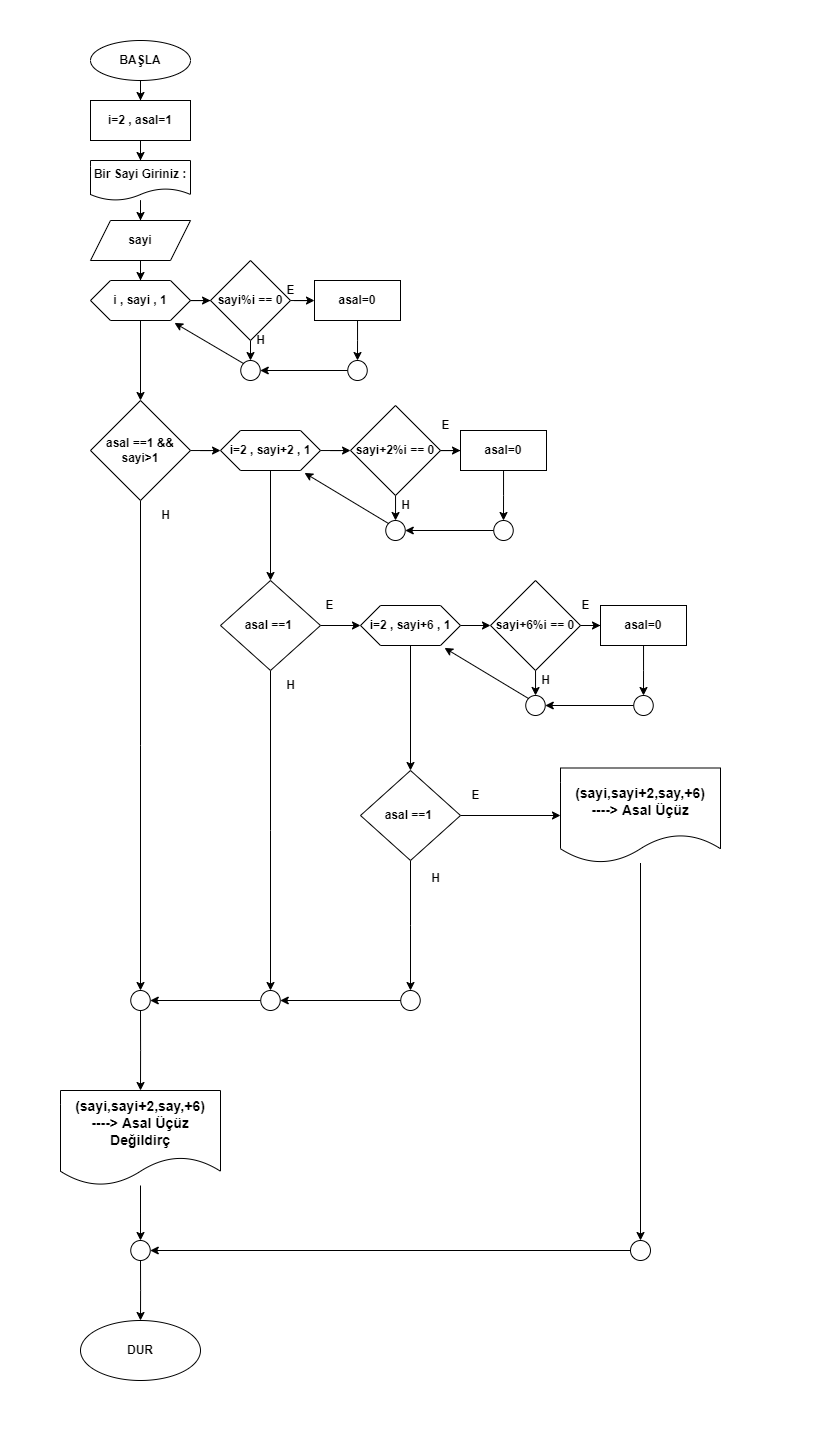 BAŞLA
i=2 , asal=1
Bir Sayi Giriniz :
sayi
i , sayi , 1
sayi%i == 0
E
asal=0
H
asal ==1 &&
sayi>1
i=2 , sayi+2 , 1
sayi+2%i == 0
E
asal=0
H
H
asal ==1
E
i=2 , sayi+6 , 1
sayi+6%i == 0
E
asal=0
H
H
asal ==1
E
(sayi,sayi+2,say,+6)
----> Asal Üçüz
H
(sayi,sayi+2,say,+6)
----> Asal Üçüz
Değildirç
DUR